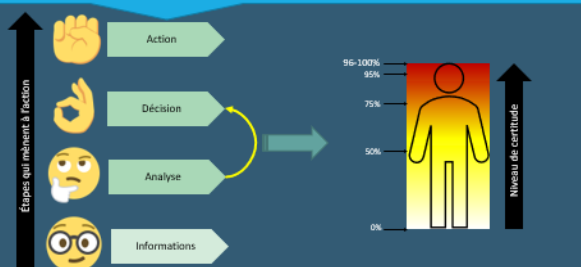 Étapes qui mènent à l'action
Action
Décision
Analyse
Informations
96-100%
95%
75%
50%
0%
Niveau de certitude